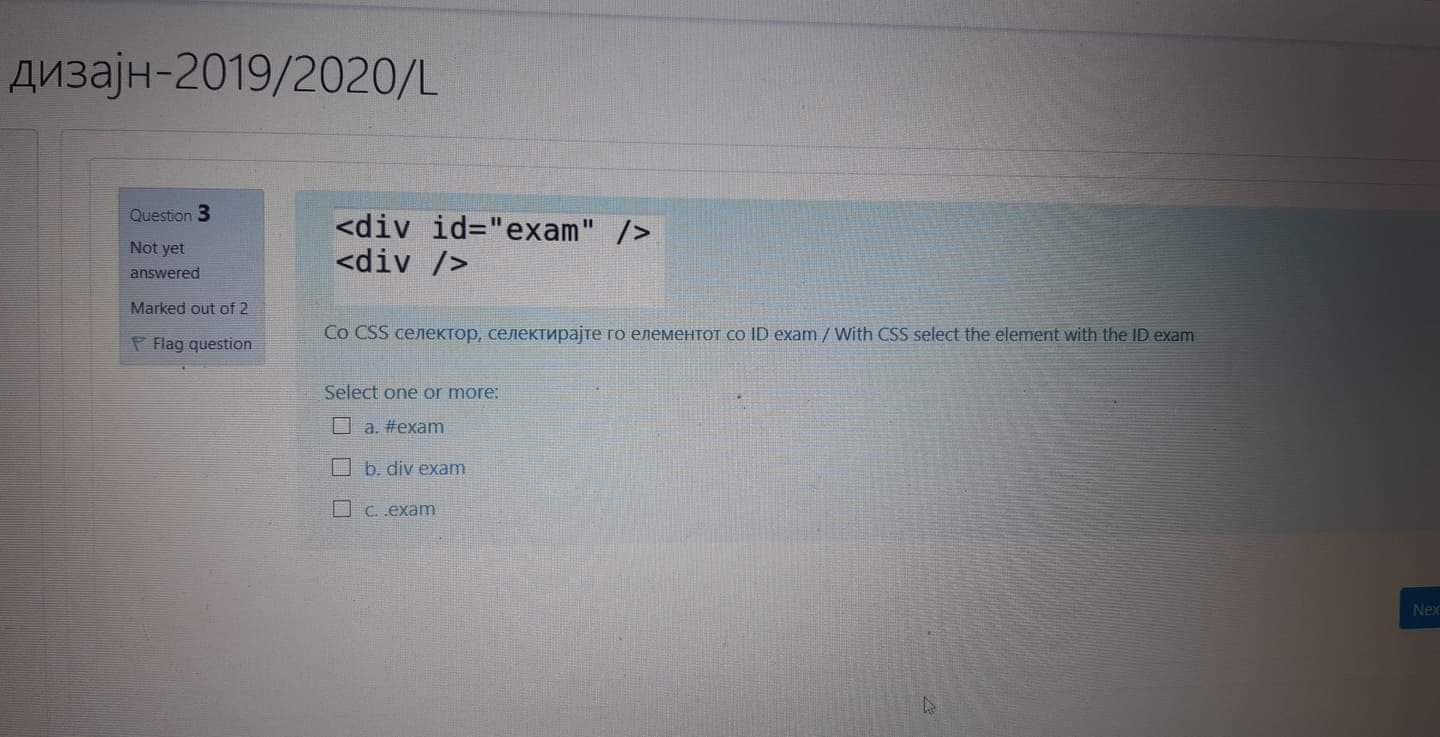 дизајн-2019/2020/L
Question 3
Not yet
answered
Marked out of 2
Flag question
<div id="exam" />
<div />
Со CSS селектор, селектирајте го елементот со ID exam / With CSS select the element with the ID exam
Select one or more:
a. #exam
b. div exam
c. .exam